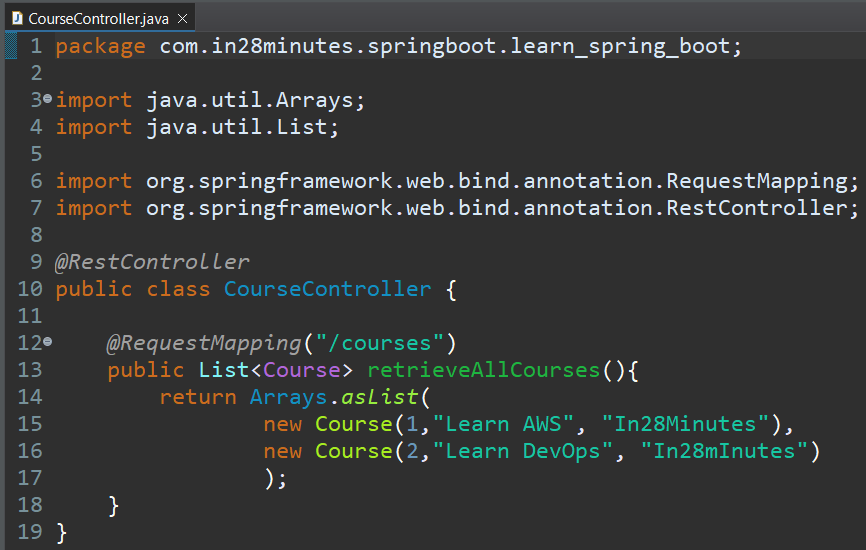 CourseController.java ×
1 package com.in28minutes.springboot.learn_spring_boot;
2
3 import java.util.Arrays;
4 import java.util.List;
5
6 import org.springframework.web.bind.annotation.RequestMapping;
7 import org.springframework.web.bind.annotation.RestController;
8
9 @RestController
10 public class CourseController {
11
12     @RequestMapping("/courses")
13     public List<Course> retrieveAllCourses(){
14         return Arrays.asList(
15                 new Course(1,"Learn AWS", "In28Minutes"),
16                 new Course(2,"Learn DevOps", "In28mInutes")
17                 );
18     }
19 }